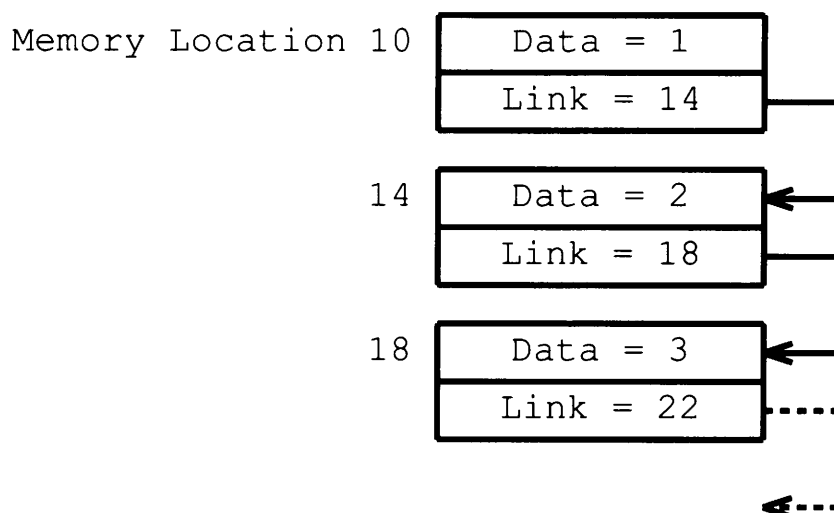 Memory Location 10 Data = 1
Link = 14
14 Data = 2
Link = 18
18 Data = 3
Link = 22